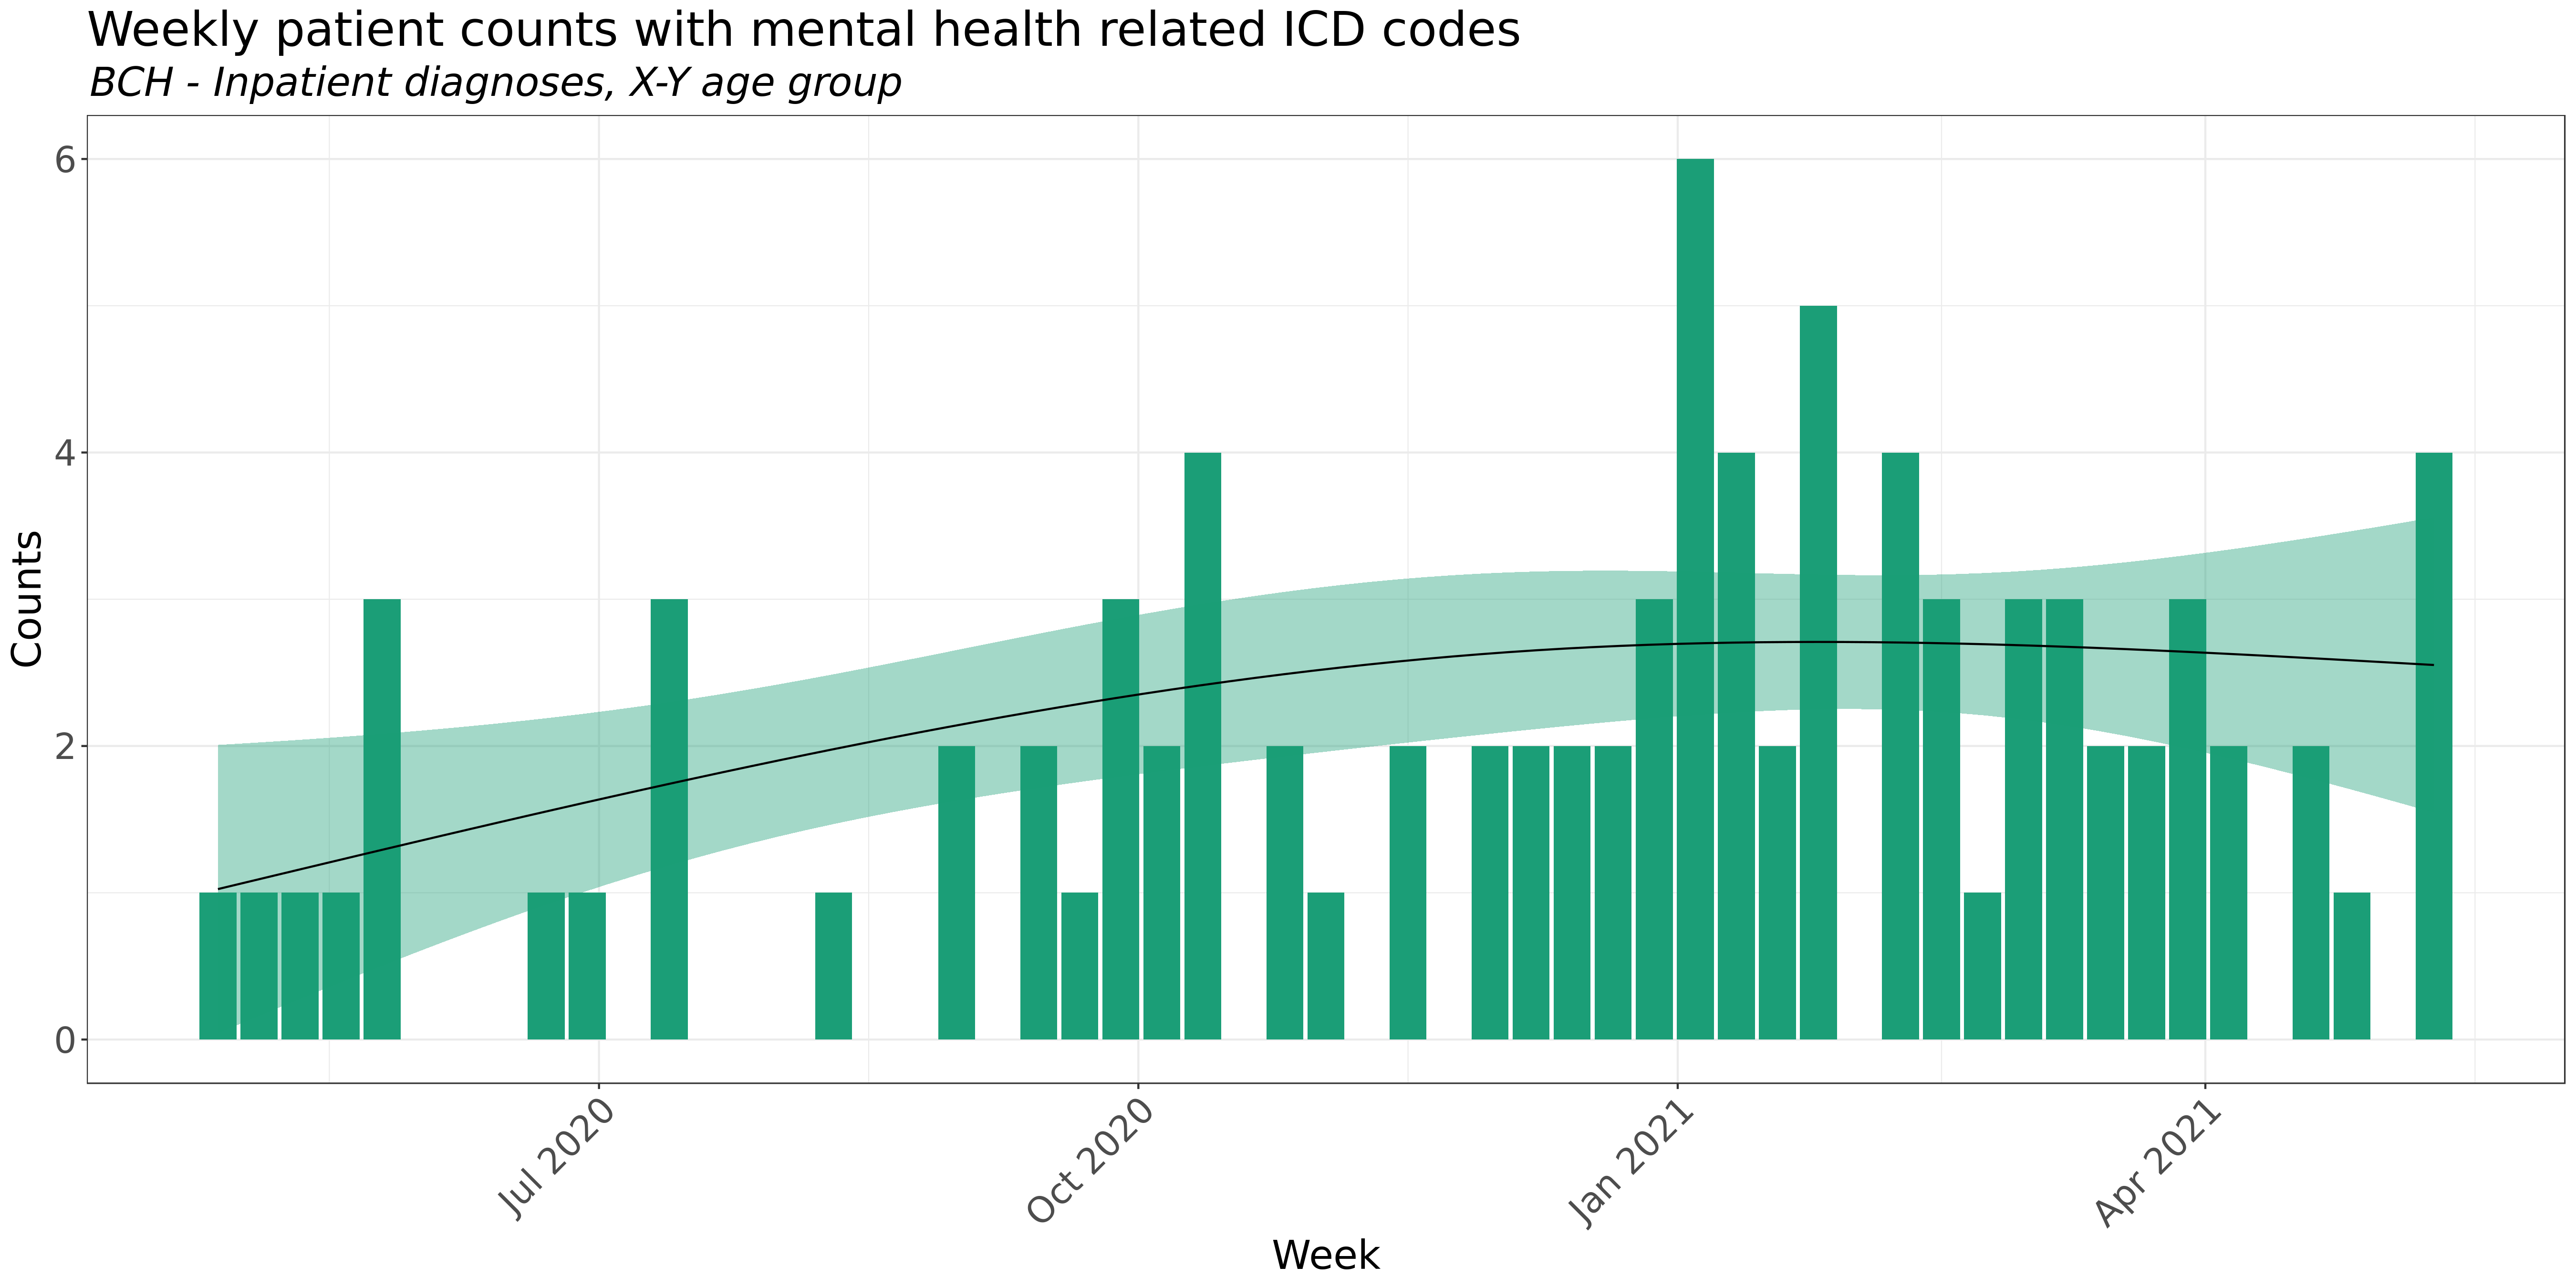 Weekly patient counts with mental health related ICD codes
BCH - Inpatient diagnoses, X-Y age group
Counts
6
4
2
0
Jul 2020
Oct 2020
Jan 2021
Apr 2021
Week